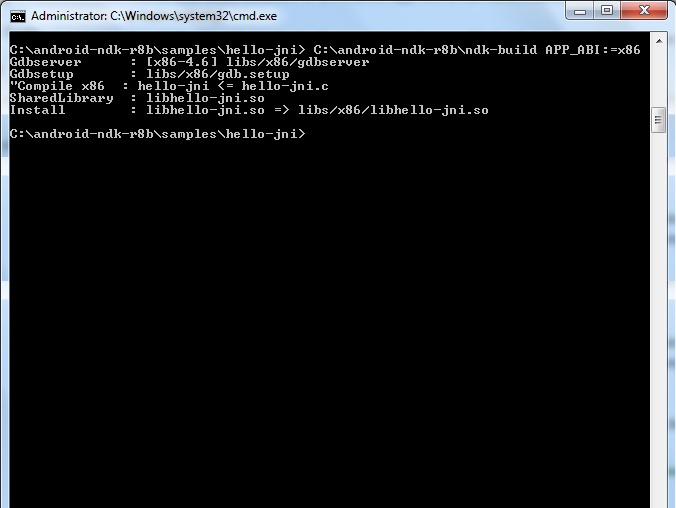 Administrator: C:\Windows\system32\cmd.exe
C:\android-ndk-r8b\samples\hello-jni> C:\android-ndk-r8b\ndk-build APP_ABI:=x86
Gdbserver      : [x86-4.6] libs/x86/gdbserver
Gdbsetup       : libs/x86/gdb.setup
"Compile x86  : hello-jni <= hello-jni.c
SharedLibrary  : libhello-jni.so
Install        : libhello-jni.so => libs/x86/libhello-jni.so
C:\android-ndk-r8b\samples\hello-jni>